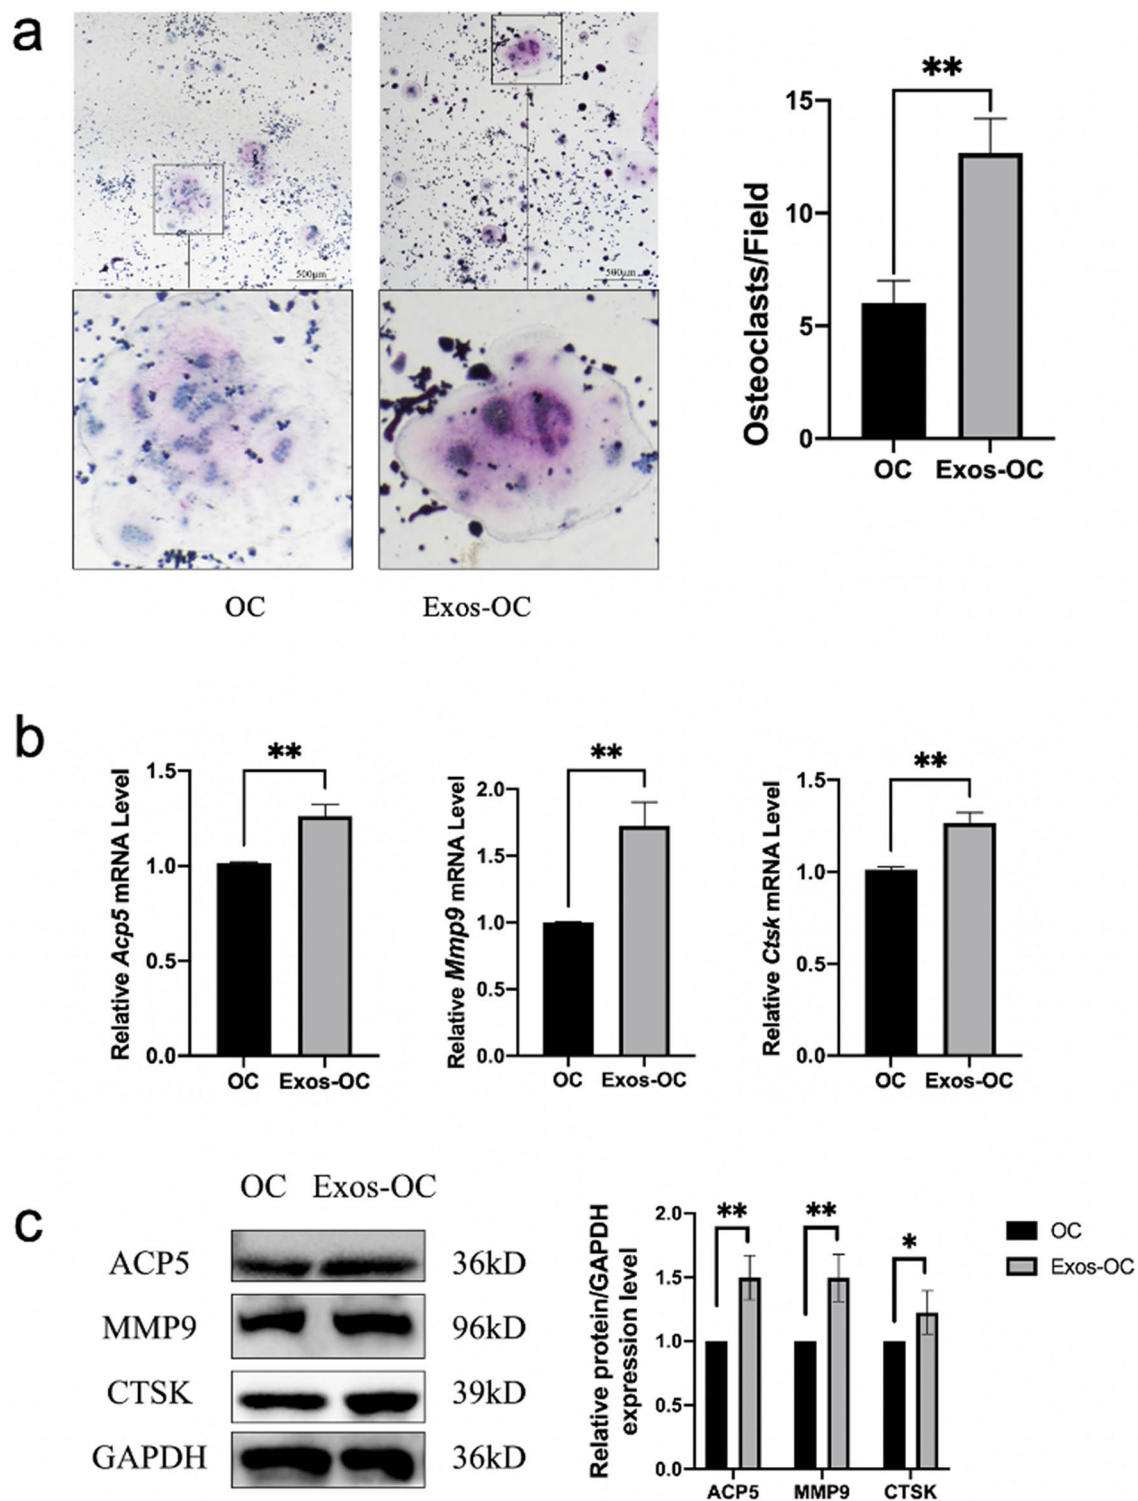 a
500μm
500μm
OC
Exos-OC
**
Osteoclasts/Field
15
10
5
0
OC
Exos-OC
b
**
Relative Acp5 mRNA Level
1.5
1.0
0.5
0.0
OC
Exos-OC
**
Relative Mmp9 mRNA Level
2.0
1.5
1.0
0.5
0.0
OC
Exos-OC
**
Relative Ctsk mRNA Level
1.5
1.0
0.5
0.0
OC
Exos-OC
c
OC Exos-OC
ACP5 36kD
MMP9 96kD
CTSK 39kD
GAPDH 36kD
Relative protein/GAPDH
expression level
2.0
1.5
1.0
0.5
0.0
**
**
*
ACP5
MMP9
CTSK
OC
Exos-OC